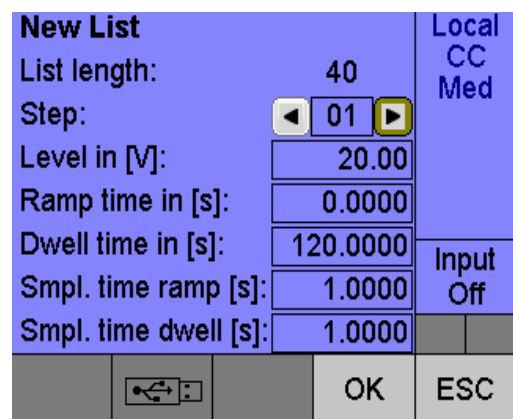 New List
List length: 40
Step: 01
Level in [V]: 20.00
Ramp time in [s]: 0.0000
Dwell time in [s]: 120.0000
Smpl. time ramp [s]: 1.0000
Smpl. time dwell [s]: 1.0000
Local
CC
Med
Input
Off
OK
ESC